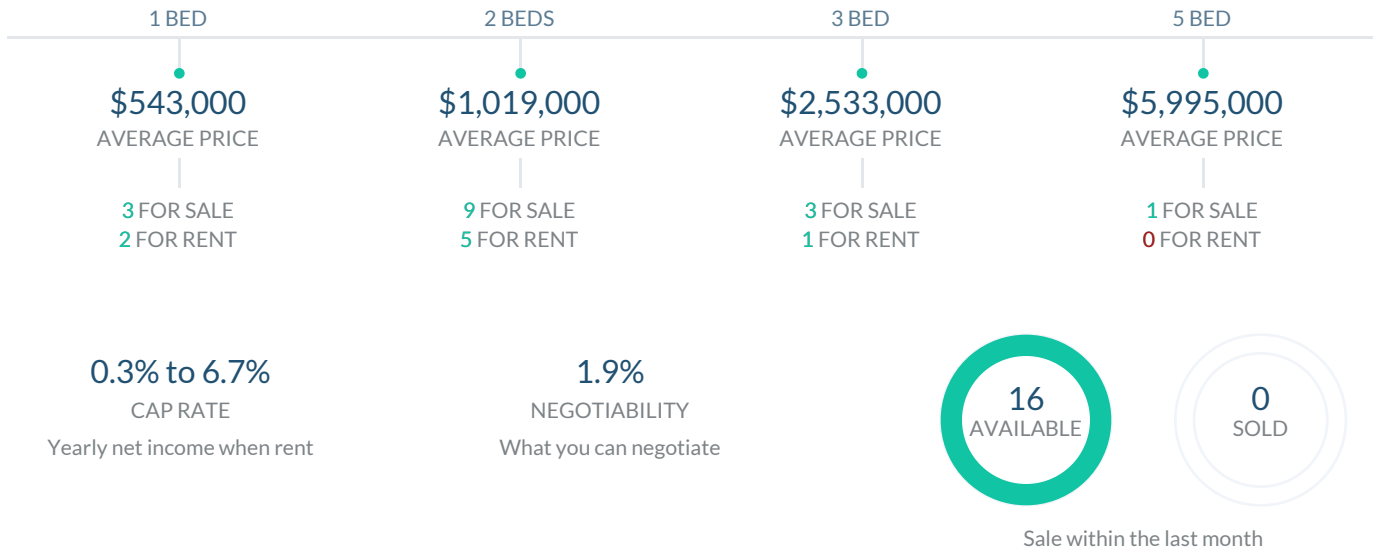 1 BED
2 BEDS
3 BED
5 BED
$543,000
AVERAGE PRICE
3 FOR SALE
2 FOR RENT
$1,019,000
AVERAGE PRICE
9 FOR SALE
5 FOR RENT
$2,533,000
AVERAGE PRICE
3 FOR SALE
1 FOR RENT
$5,995,000
AVERAGE PRICE
1 FOR SALE
0 FOR RENT
0.3% to 6.7%
CAP RATE
Yearly net income when rent
1.9%
NEGOTIABILITY
What you can negotiate
16
AVAILABLE
0
SOLD
Sale within the last month